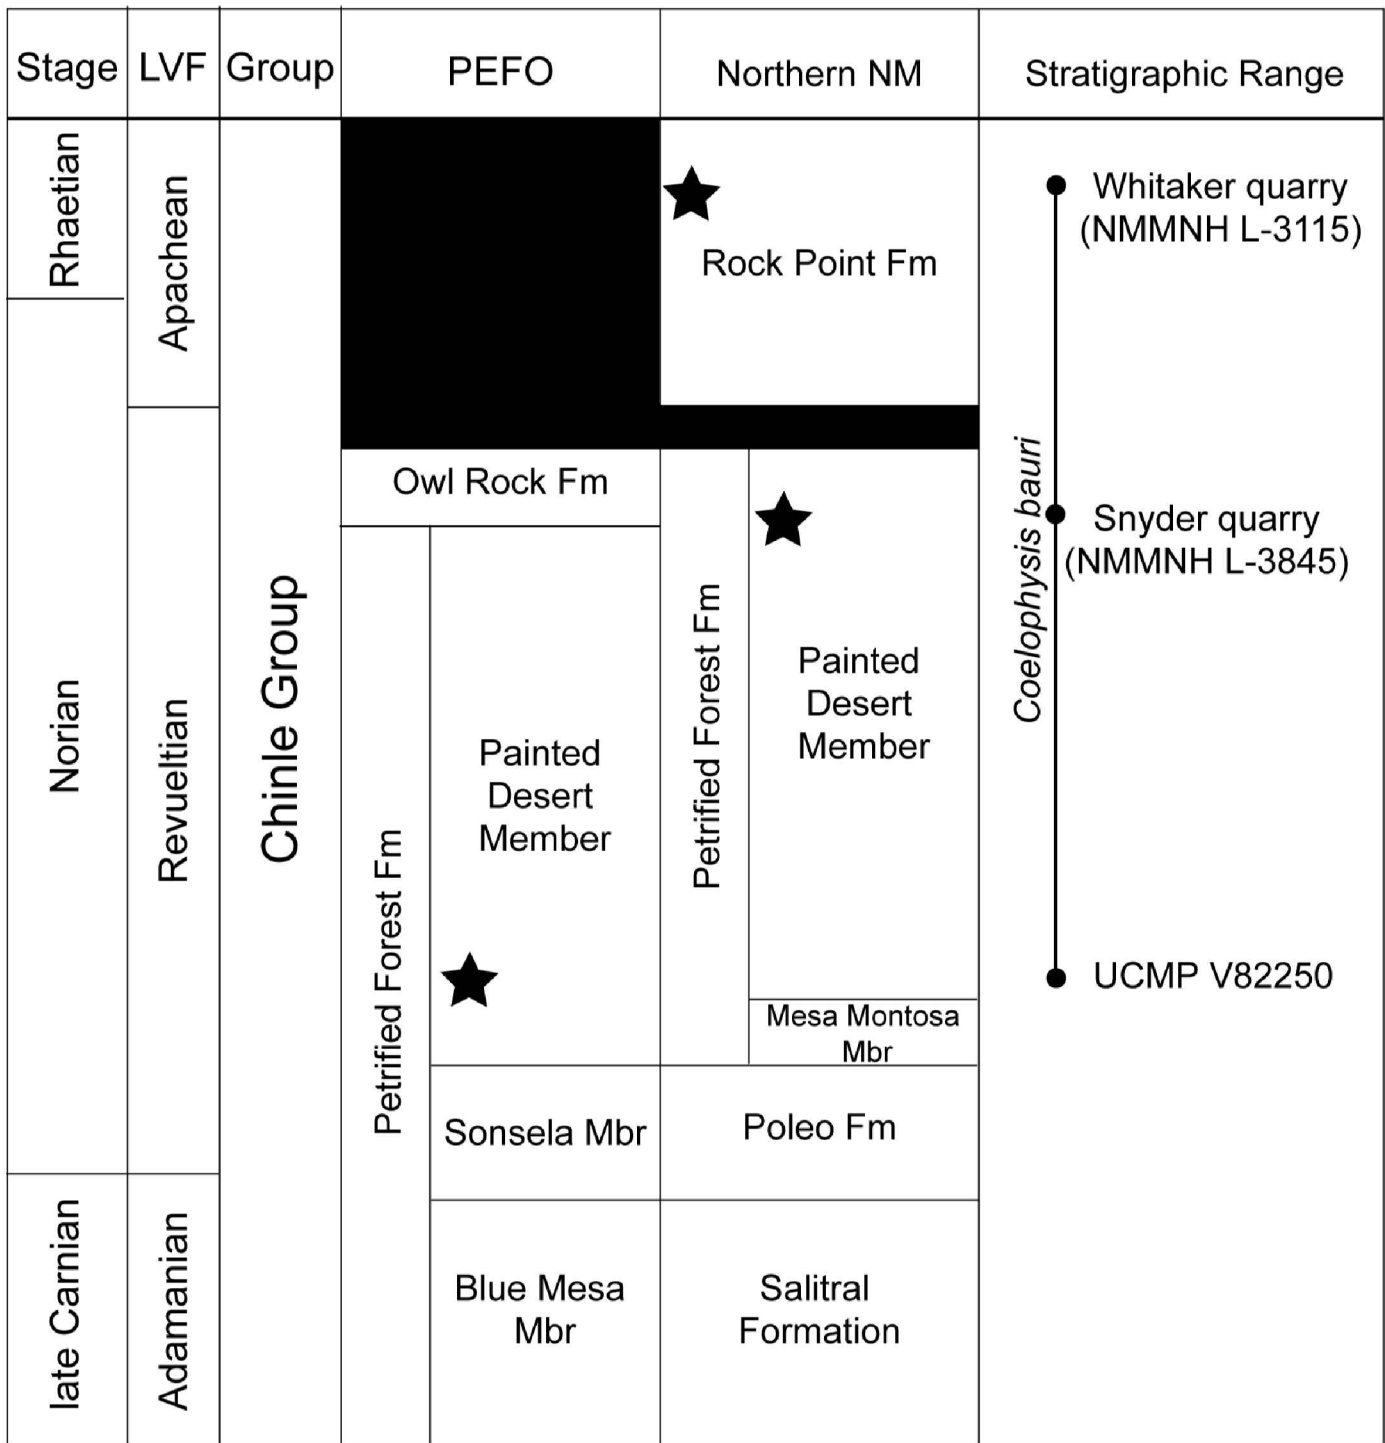 Stage
LVF
Group
PEFO
Northern NM
Stratigraphic Range
Rhaetian
Norian
late Carnian
Apachean
Revueltian
Adamanian
Chinle Group
Owl Rock Fm
Petrified Forest Fm
Painted
Desert
Member
Sonsela Mbr
Blue Mesa
Mbr
Rock Point Fm
Petrified Forest Fm
Painted
Desert
Member
Mesa Montosa
Mbr
Poleo Fm
Salitral
Formation
Coelophysis bauri
Whitaker quarry
(NMMNH L-3115)
Snyder quarry
(NMMNH L-3845)
UCMP V82250